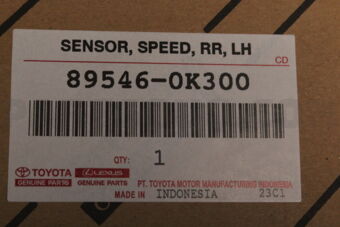 SENSOR, SPEED, RR, LH
CD
89546-0K300
QTY: 1
TOYOTA LEXUS
GENUINE PARTS GENUINE PARTS
PT. TOYOTA MOTOR MANUFACTURING INDONESIA
MADE IN INDONESIA 23C1